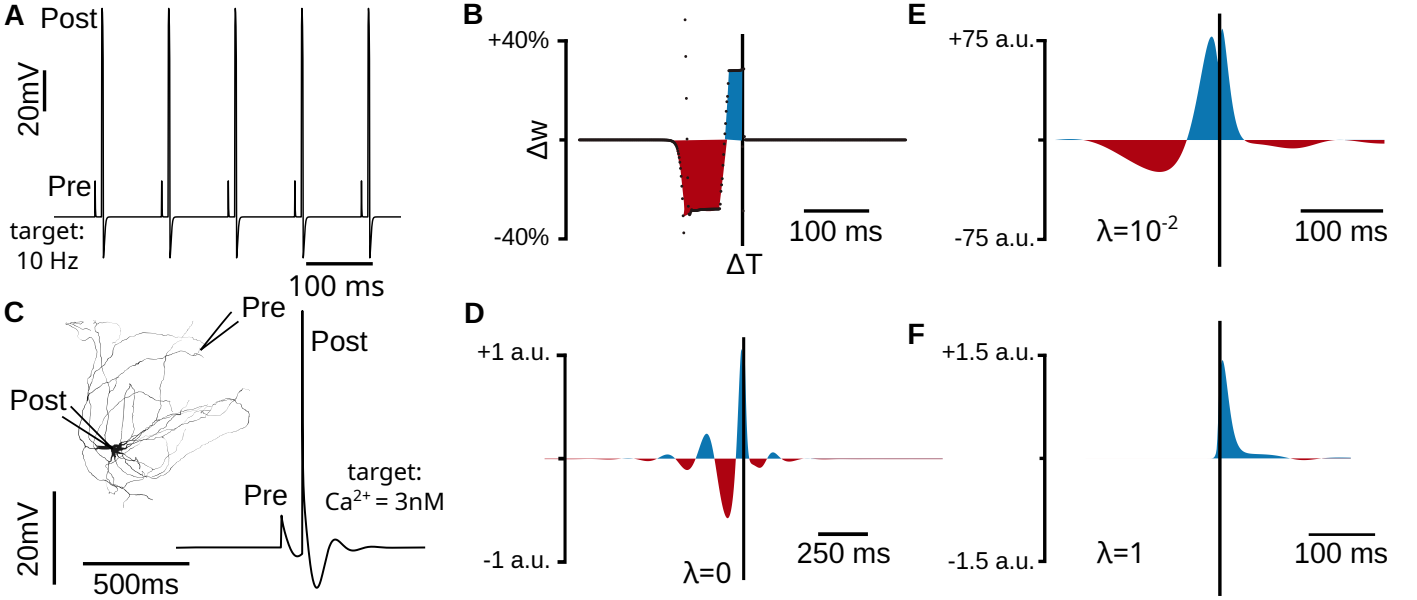 A
Post
20mV
Pre
target:
10 Hz
100 ms
B
+40%
Δw
-40%
100 ms
ΔT
E
+75 a.u.
-75 a.u.
λ=10⁻²
100 ms
C
Pre
Post
Post
Pre
target:
Ca²⁺ = 3nM
20mV
500ms
D
+1 a.u.
-1 a.u.
λ=0
250 ms
F
+1.5 a.u.
-1.5 a.u.
λ=1
100 ms